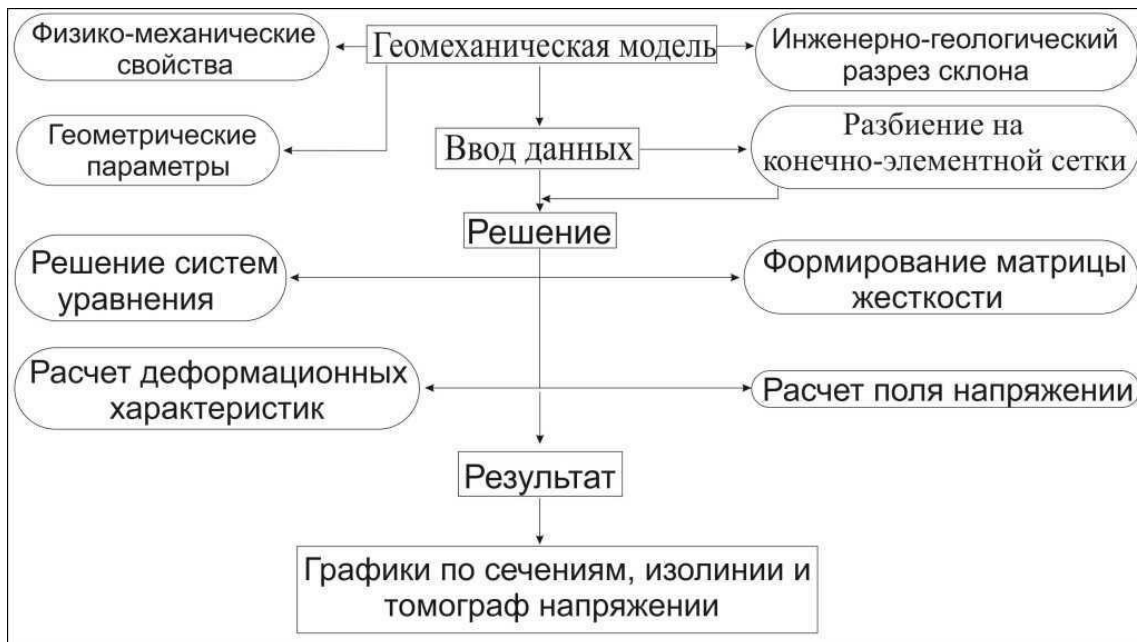 Физико-механические
свойства
Геомеханическая модель
Инженерно-геологический
разрез склона
Геометрические
параметры
Ввод данных
Разбиение на
конечно-элементной сетки
Решение
Решение систем
уравнения
Формирование матрицы
жесткости
Расчет деформационных
характеристик
Расчет поля напряжении
Результат
Графики по сечениям, изолинии и
томограф напряжении